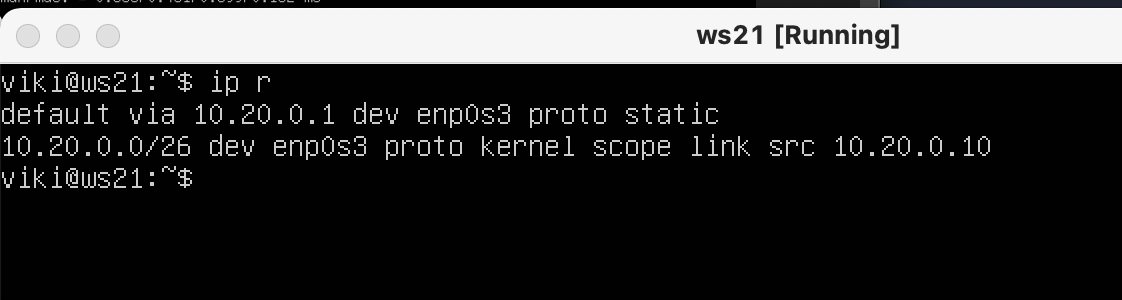 ws21 [Running]
viki@ws21:~$ ip r
default via 10.20.0.1 dev enp0s3 proto static
10.20.0.0/26 dev enp0s3 proto kernel scope link src 10.20.0.10
viki@ws21:~$